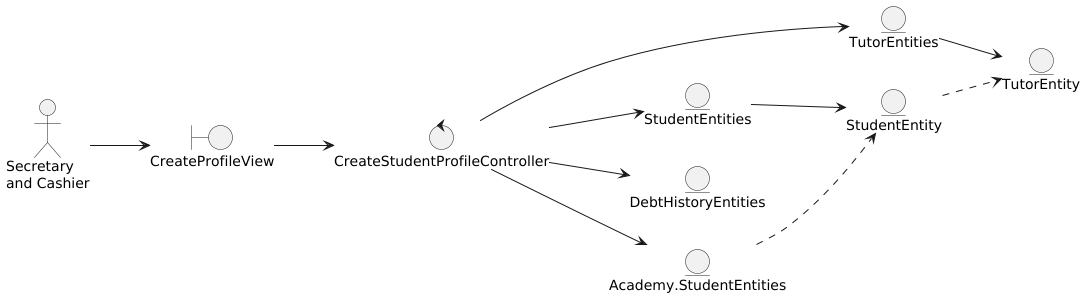 Secretary
and Cashier
CreateProfileView
CreateStudentProfileController
TutorEntities
StudentEntities
DebtHistoryEntities
Academy.StudentEntities
StudentEntity
TutorEntity